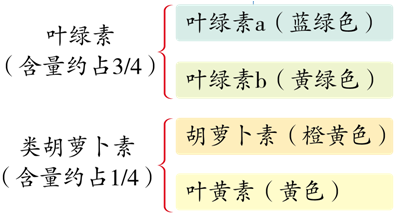 叶绿素
（含量约占3/4）
叶绿素a（蓝绿色）
叶绿素b（黄绿色）
类胡萝卜素
（含量约占1/4）
胡萝卜素（橙黄色）
叶黄素（黄色）